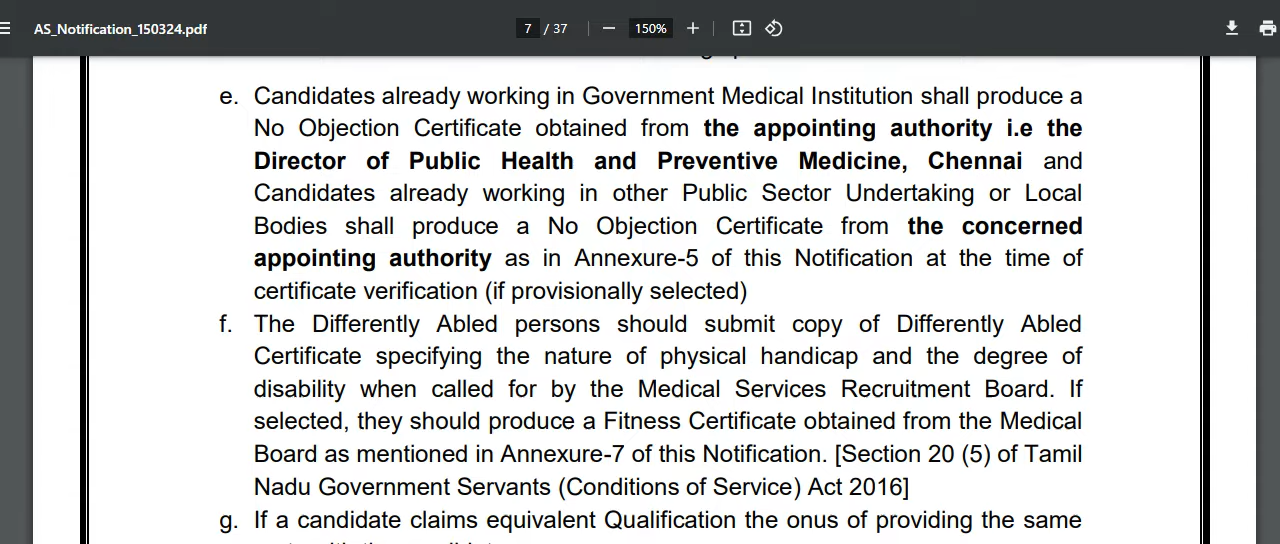 AS_Notification_150324.pdf
7 / 37
150%
e. Candidates already working in Government Medical Institution shall produce a
No Objection Certificate obtained from the appointing authority i.e the
Director of Public Health and Preventive Medicine, Chennai and
Candidates already working in other Public Sector Undertaking or Local
Bodies shall produce a No Objection Certificate from the concerned
appointing authority as in Annexure-5 of this Notification at the time of
certificate verification (if provisionally selected)
f. The Differently Abled persons should submit copy of Differently Abled
Certificate specifying the nature of physical handicap and the degree of
disability when called for by the Medical Services Recruitment Board. If
selected, they should produce a Fitness Certificate obtained from the Medical
Board as mentioned in Annexure-7 of this Notification. [Section 20 (5) of Tamil
Nadu Government Servants (Conditions of Service) Act 2016]
g. If a candidate claims equivalent Qualification the onus of providing the same